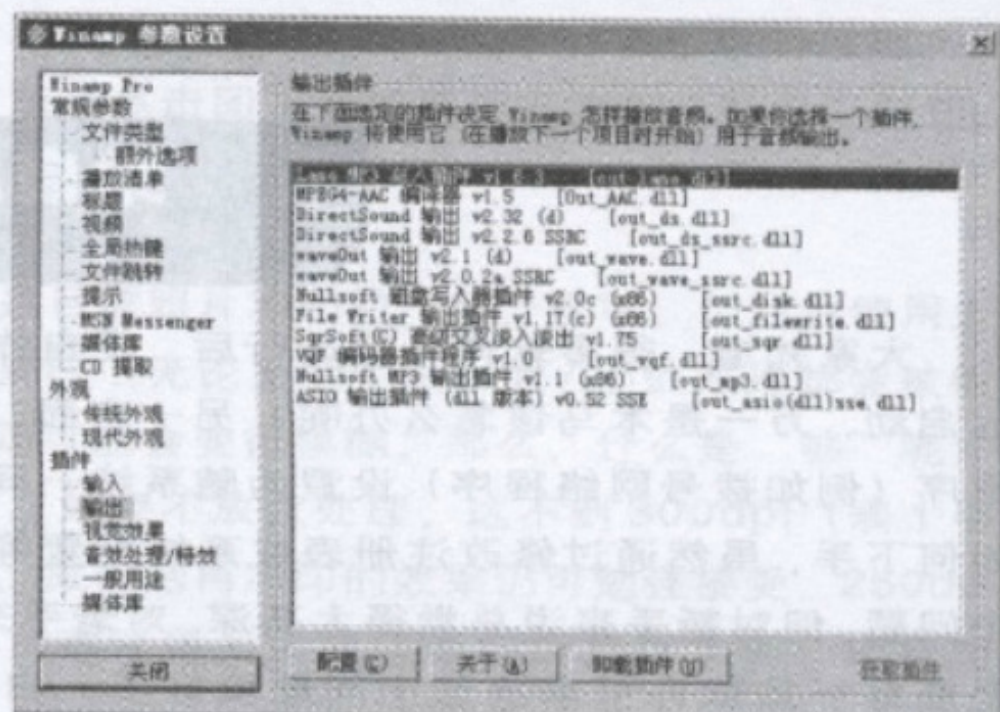 Winamp 参数设置
Winamp Pro
常规参数
文件类型
额外选项
播放清单
标题
视频
全局热键
文件跳转
提示
MSN Messenger
媒体库
CD 提取
外观
传统外观
现代外观
插件
输入
输出
视觉效果
音效处理/特效
一般用途
媒体库
关闭
输出插件
在下面选定的插件决定 Winamp 怎样播放音频。如果你选择一个插件,
Winamp 将使用它 (在播放下一个项目时开始) 用于音频输出。
Lame MP3 写入插件
MPEG4-AAC 编译器 v1.5 [Out_AAC.dll]
DirectSound 输出 v2.32 (d) [out_ds.dll]
DirectSound 输出 v2.2.6 SSRC [out_ds_ssrc.dll]
waveOut 输出 v2.1 (d) [out_wave.dll]
waveOut 输出 v2.0.2a SSRC [out_wave_ssrc.dll]
Nullsoft 磁盘写入器插件 v2.0c (x86) [out_disk.dll]
File Writer 输出插件 v1.17(c) (x86) [out_filewrite.dll]
SqrSoft(C) 高级交叉淡入淡出 v1.75 [out_sqr.dll]
VQF 编码器插件程序 v1.0 [out_vqf.dll]
Nullsoft MP3 输出插件 v1.1 (x86) [out_mp3.dll]
ASIO 输出插件 (dll 版本) v0.52 SSE [out_asio(dll)sse.dll]
配置(C) 关于(A) 卸载插件(U) 获取插件